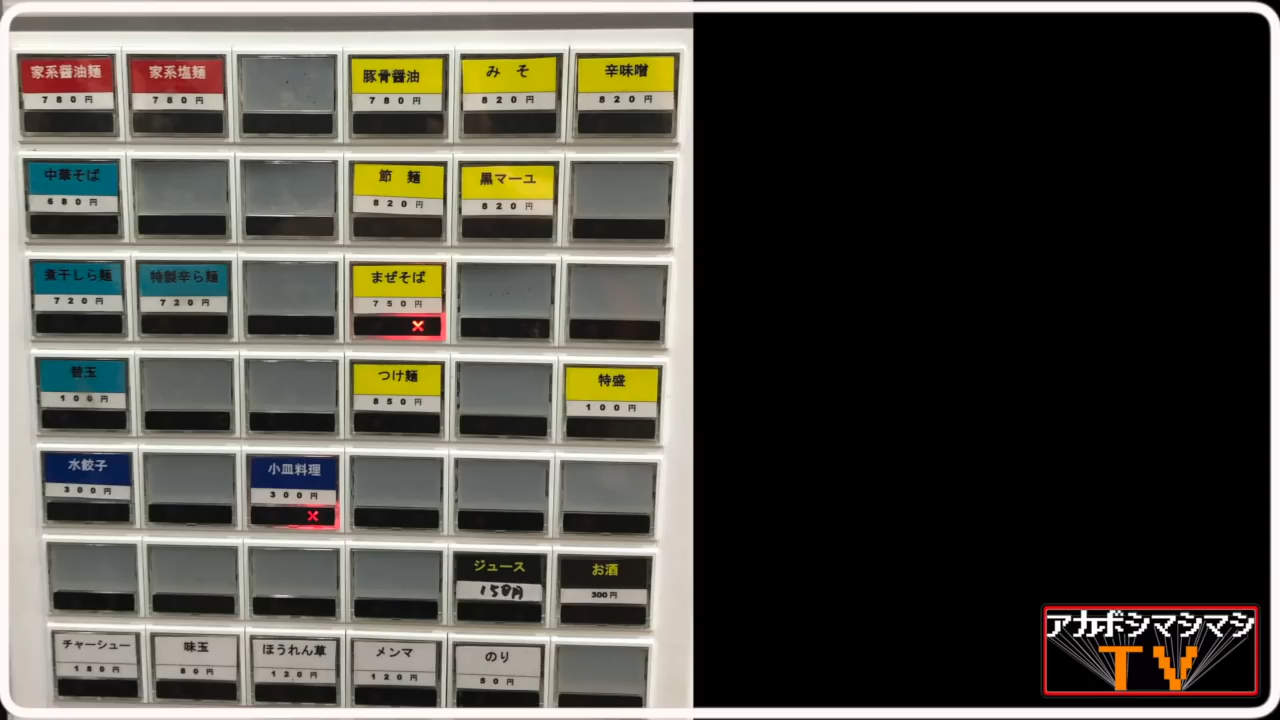 家系醤油麺
780円
家系塩麺
780円
豚骨醤油
780円
みそ
820円
辛味噌
820円
中華そば
680円
節麺
820円
黒マーユ
820円
煮干しら麺
720円
特製辛ら麺
720円
まぜそば
750円
×
替玉
100円
つけ麺
850円
特盛
100円
水餃子
300円
小皿料理
300円
×
ジュース
150円
お酒
300円
チャーシュー
150円
味玉
80円
ほうれん草
120円
メンマ
120円
のり
50円
アカボシマシマシ
TV